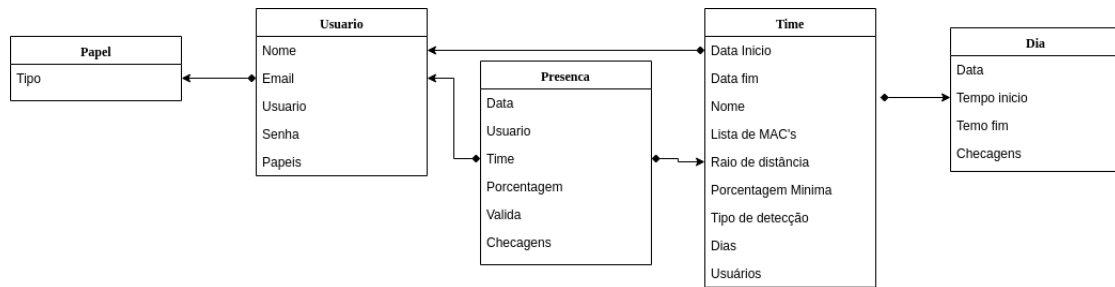 Papel
Tipo
Usuario
Nome
Email
Usuario
Senha
Papeis
Presenca
Data
Usuario
Time
Porcentagem
Valida
Checagens
Time
Data Inicio
Data fim
Nome
Lista de MAC's
Raio de distância
Porcentagem Minima
Tipo de detecção
Dias
Usuários
Dia
Data
Tempo inicio
Temo fim
Checagens